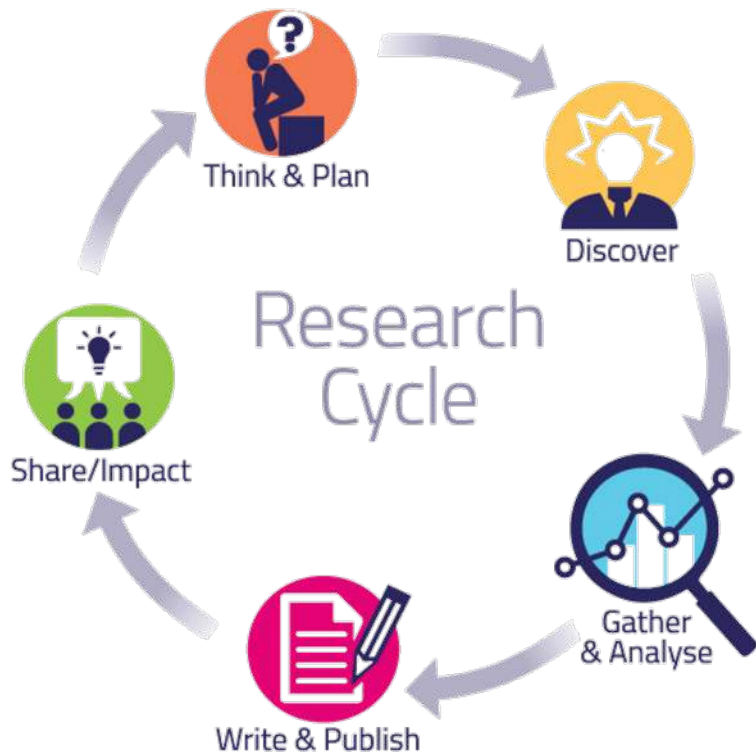 ?
Think & Plan
Discover
Research
Cycle
Share/Impact
Gather
& Analyse
Write & Publish